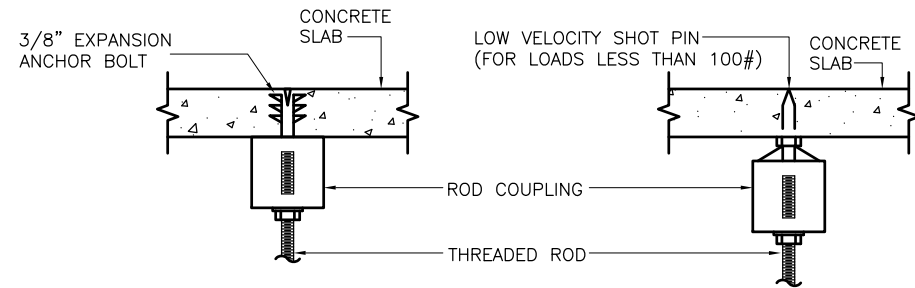 3/8" EXPANSION
ANCHOR BOLT
CONCRETE
SLAB
LOW VELOCITY SHOT PIN
(FOR LOADS LESS THAN 100#)
CONCRETE
SLAB
ROD COUPLING
THREADED ROD